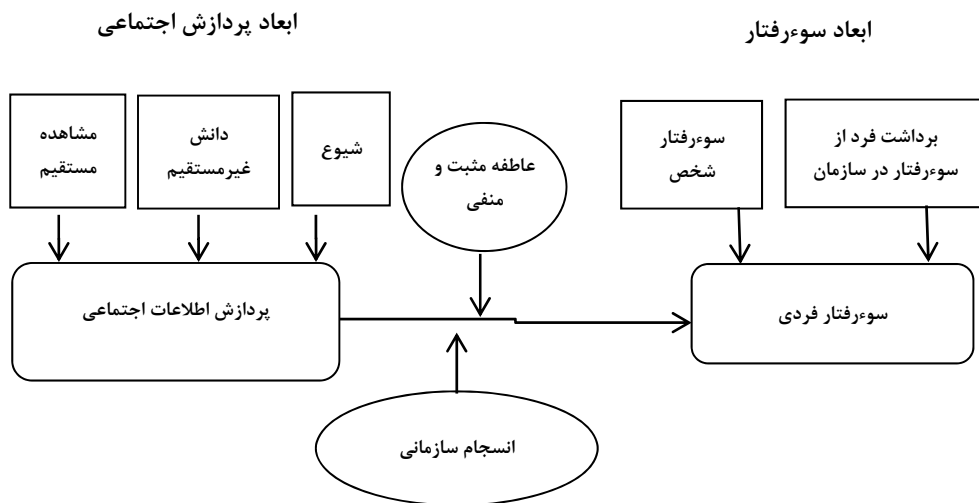 ابعاد پردازش اجتماعی
ابعاد سوءرفتار
مشاهده
مستقیم
دانش
غیرمستقیم
شیوع
عاطفه مثبت و
منفی
سوءرفتار
شخص
برداشت فرد از
سوءرفتار در سازمان
پردازش اطلاعات اجتماعی
سوءرفتار فردی
انسجام سازمانی